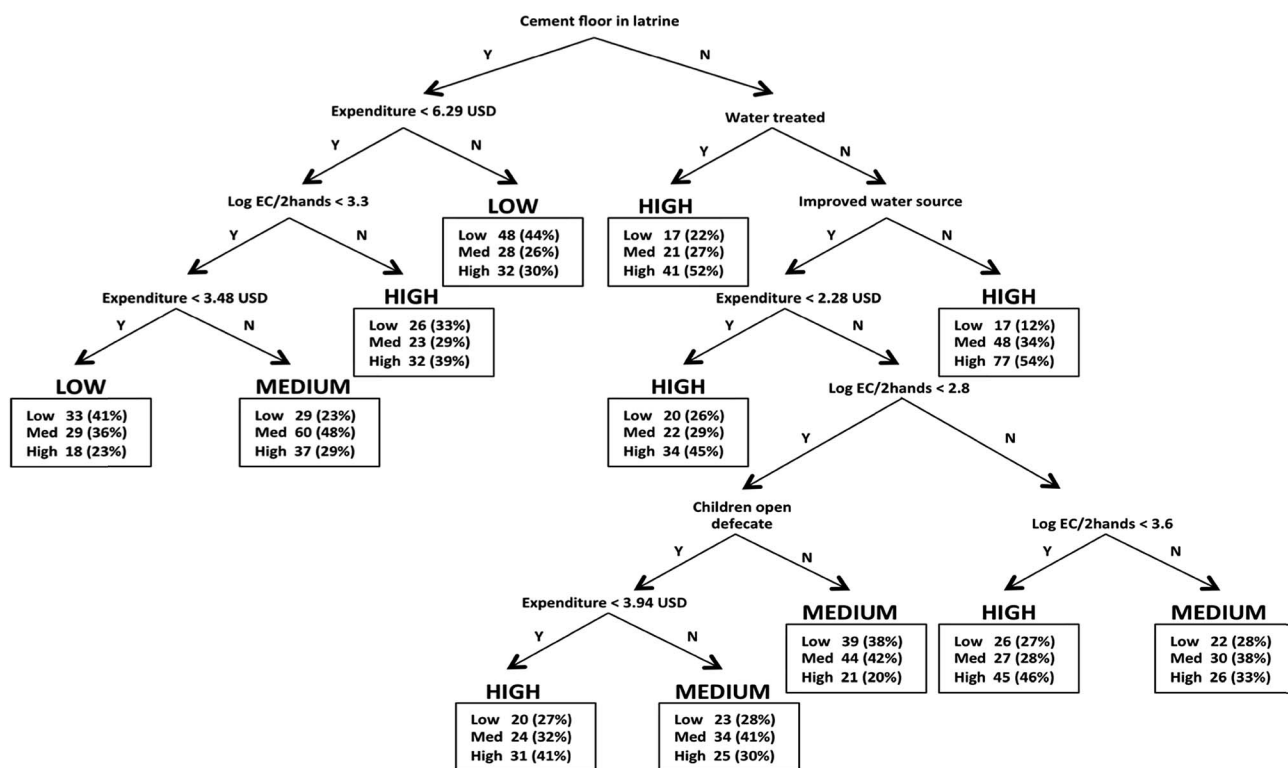 Cement floor in latrine
Y
N
Expenditure < 6.29 USD
Water treated
Y
N
Y
N
Log EC/2hands < 3.3
LOW
Low 48 (44%)
Med 28 (26%)
High 32 (30%)
HIGH
Low 17 (22%)
Med 21 (27%)
High 41 (52%)
Improved water source
Y
N
Y
N
Expenditure < 3.48 USD
HIGH
Low 26 (33%)
Med 23 (29%)
High 32 (39%)
Expenditure < 2.28 USD
HIGH
Low 17 (12%)
Med 48 (34%)
High 77 (54%)
Y
N
Y
N
LOW
Low 33 (41%)
Med 29 (36%)
High 18 (23%)
MEDIUM
Low 29 (23%)
Med 60 (48%)
High 37 (29%)
HIGH
Low 20 (26%)
Med 22 (29%)
High 34 (45%)
Log EC/2hands < 2.8
Y
N
Children open
defecate
Log EC/2hands < 3.6
Y
N
Y
N
Expenditure < 3.94 USD
MEDIUM
Low 39 (38%)
Med 44 (42%)
High 21 (20%)
HIGH
Low 26 (27%)
Med 27 (28%)
High 45 (46%)
MEDIUM
Low 22 (28%)
Med 30 (38%)
High 26 (33%)
Y
N
HIGH
Low 20 (27%)
Med 24 (32%)
High 31 (41%)
MEDIUM
Low 23 (28%)
Med 34 (41%)
High 25 (30%)